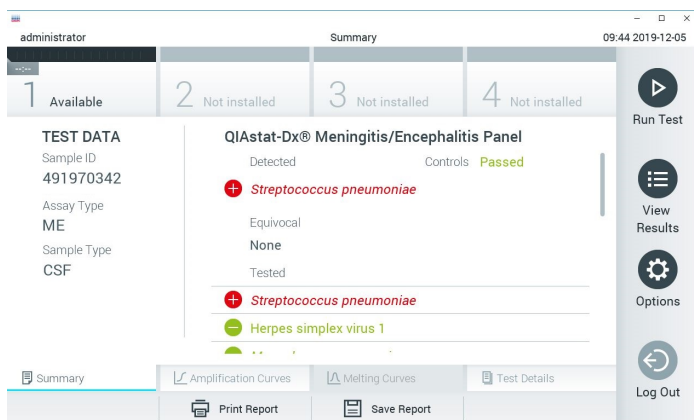 administrator
Summary
09:44 2019-12-05
--:--
1 Available
2 Not installed
3 Not installed
4 Not installed
Run Test
TEST DATA
Sample ID
491970342
Assay Type
ME
Sample Type
CSF
QIAstat-Dx® Meningitis/Encephalitis Panel
Detected
Controls Passed
Streptococcus pneumoniae
Equivocal
None
Tested
Streptococcus pneumoniae
Herpes simplex virus 1
View
Results
Options
Log Out
Summary
Amplification Curves
Melting Curves
Test Details
Print Report
Save Report